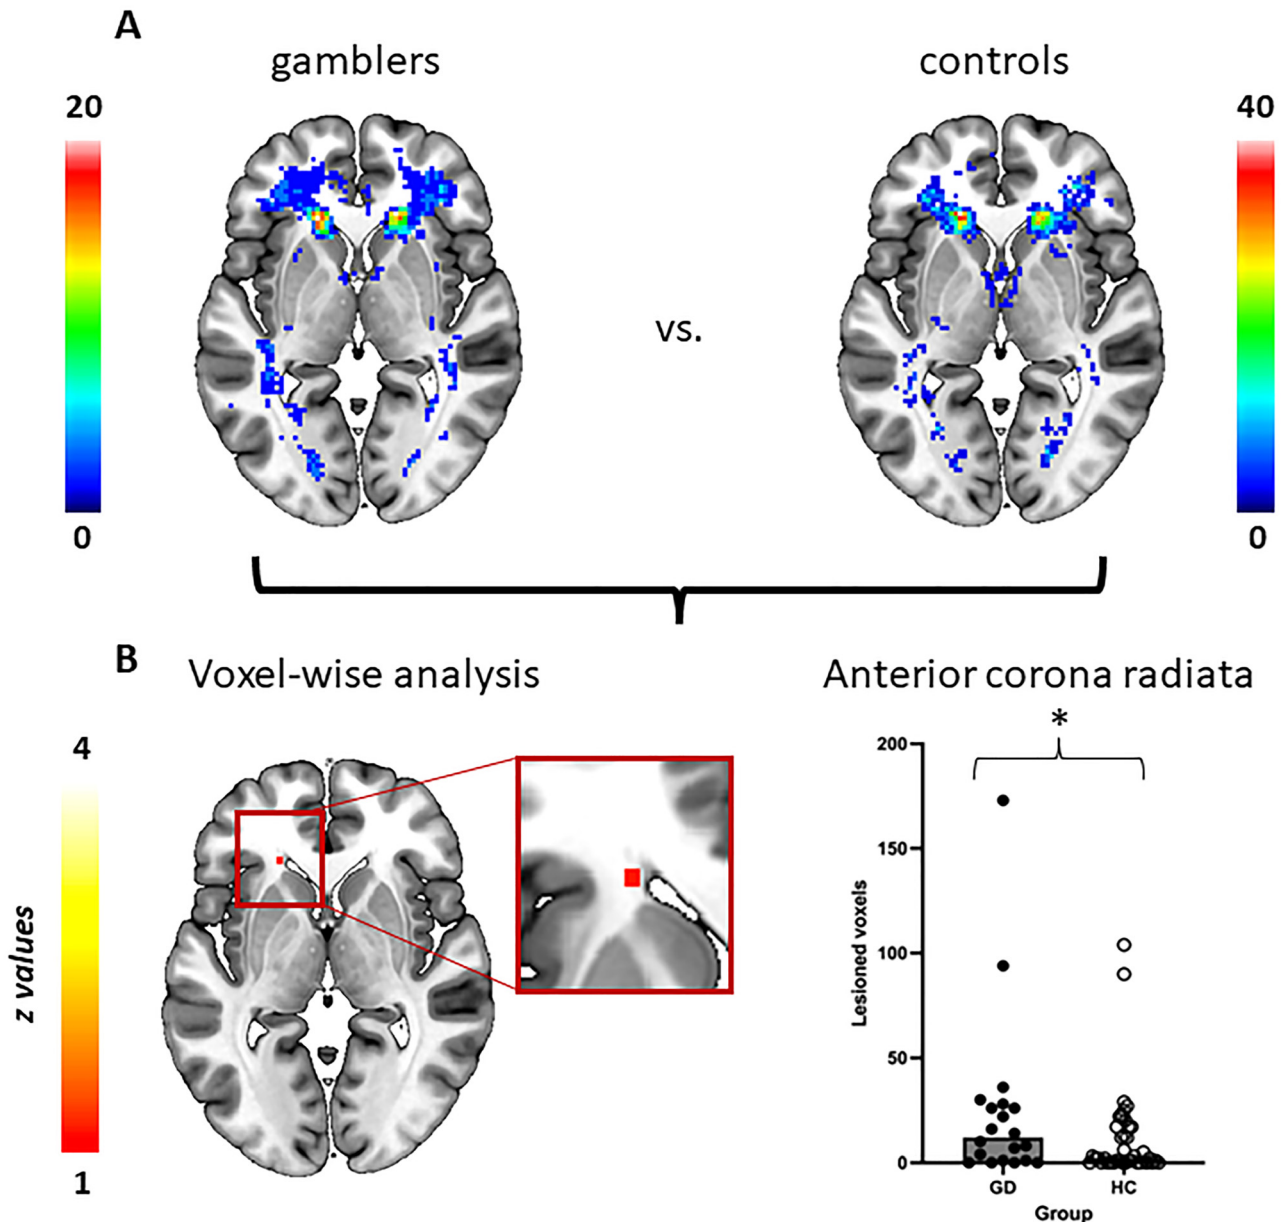 A
gamblers
controls
20
40
vs.
0
0
B
Voxel-wise analysis
Anterior corona radiata
*
4
z values
1
200
150
100
50
0
Lesioned voxels
GD
HC
Group